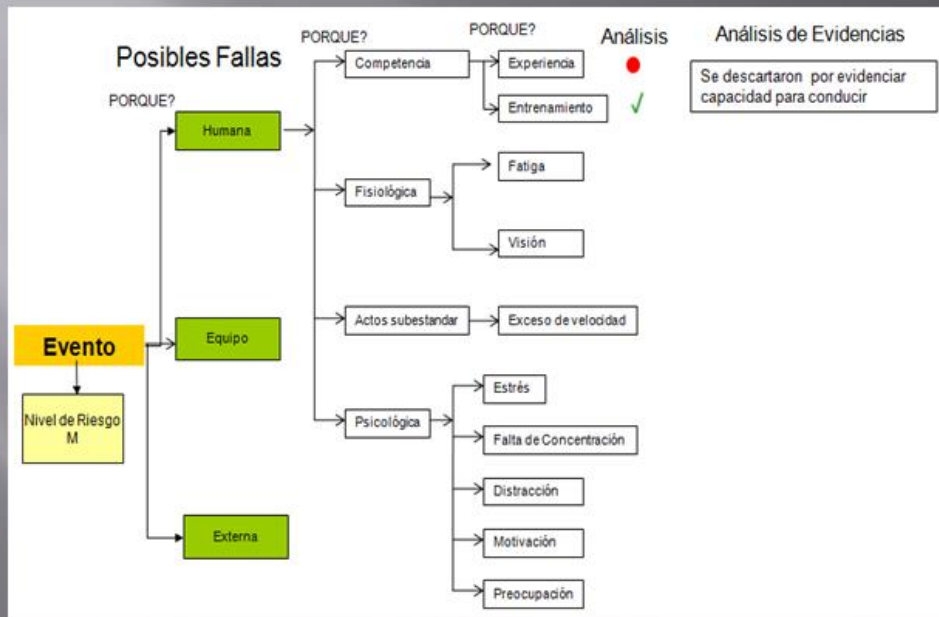 Posibles Fallas
PORQUE?
PORQUE?
PORQUE?
Análisis
Análisis de Evidencias
Evento
Nivel de Riesgo
M
Humana
Equipo
Externa
Competencia
Experiencia
Entrenamiento
Se descartaron por evidenciar
capacidad para conducir
Fisiológica
Fatiga
Visión
Actos subestandar
Exceso de velocidad
Psicológica
Estrés
Falta de Concentración
Distracción
Motivación
Preocupación